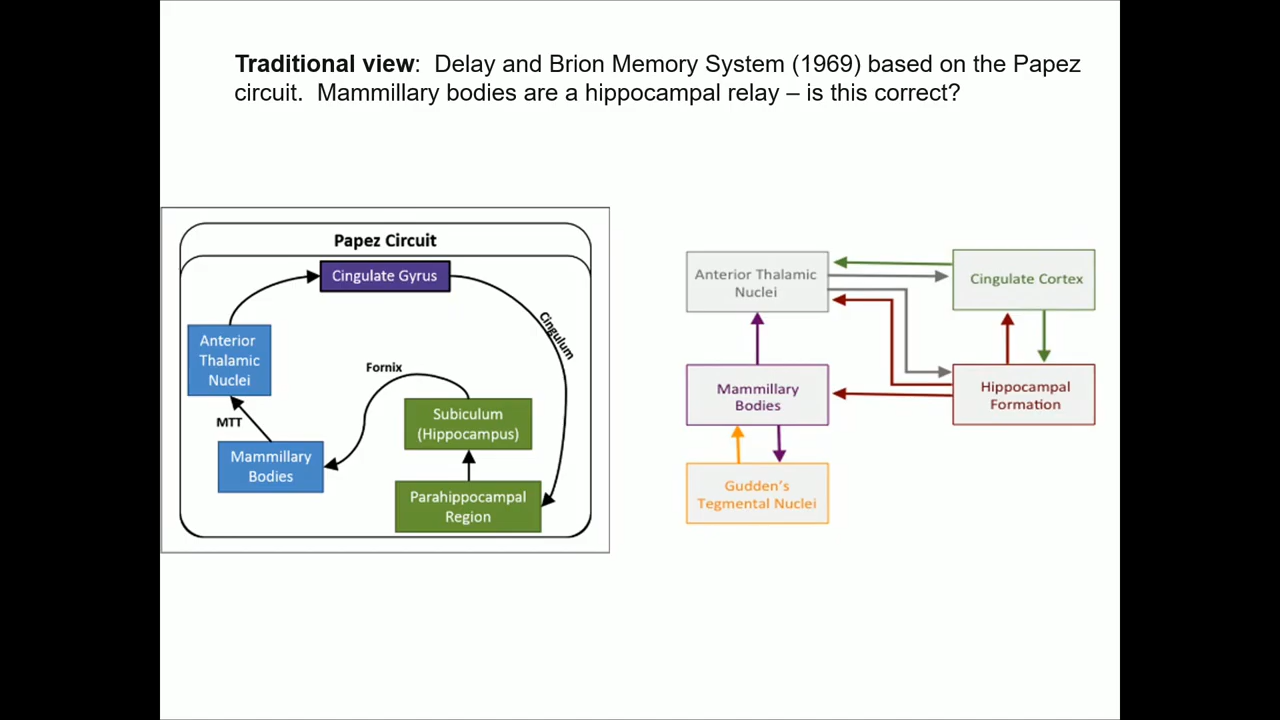 Traditional view:  Delay and Brion Memory System (1969) based on the Papez
circuit.  Mammillary bodies are a hippocampal relay – is this correct?
Papez Circuit
Cingulate Gyrus
Cingulum
Anterior
Thalamic
Nuclei
Fornix
MTT
Subiculum
(Hippocampus)
Mammillary
Bodies
Parahippocampal
Region
Anterior Thalamic
Nuclei
Cingulate Cortex
Mammillary
Bodies
Hippocampal
Formation
Gudden's
Tegmental Nuclei